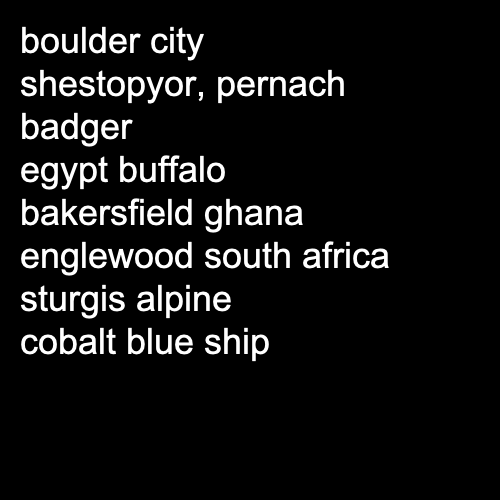 boulder city
shestopyor, pernach
badger
egypt buffalo
bakersfield ghana
englewood south africa
sturgis alpine
cobalt blue ship